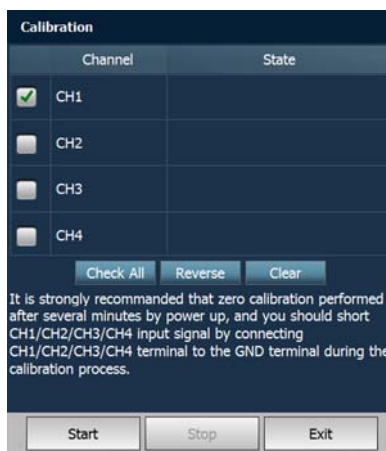 Calibration
Channel State
CH1
CH2
CH3
CH4
Check All Reverse Clear
It is strongly recommanded that zero calibration performed
after several minutes by power up, and you should short
CH1/CH2/CH3/CH4 input signal by connecting
CH1/CH2/CH3/CH4 terminal to the GND terminal during the
calibration process.
Start Stop Exit